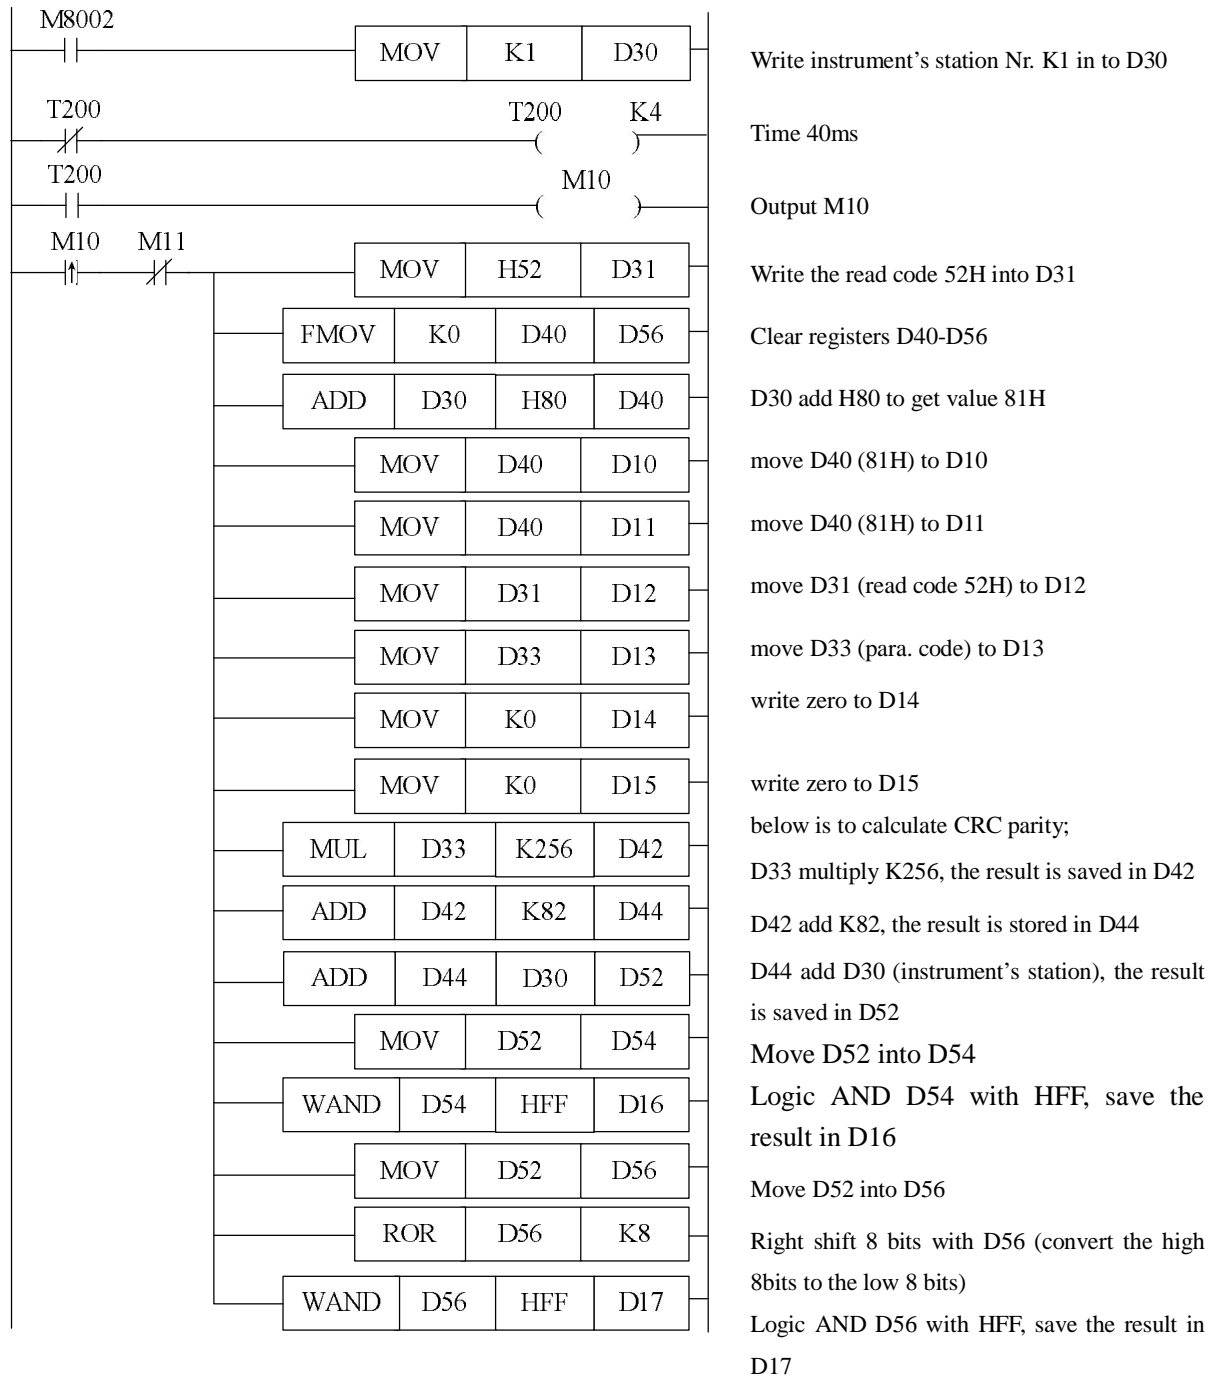 M8002
MOV K1 D30
Write instrument's station Nr. K1 in to D30
T200 T200 K4
Time 40ms
T200 M10
Output M10
M10 M11
MOV H52 D31
Write the read code 52H into D31
FMOV K0 D40 D56
Clear registers D40-D56
ADD D30 H80 D40
D30 add H80 to get value 81H
MOV D40 D10
move D40 (81H) to D10
MOV D40 D11
move D40 (81H) to D11
MOV D31 D12
move D31 (read code 52H) to D12
MOV D33 D13
move D33 (para. code) to D13
MOV K0 D14
write zero to D14
MOV K0 D15
write zero to D15
below is to calculate CRC parity;
MUL D33 K256 D42
D33 multiply K256, the result is saved in D42
ADD D42 K82 D44
D42 add K82, the result is stored in D44
ADD D44 D30 D52
D44 add D30 (instrument's station), the result
is saved in D52
MOV D52 D54
Move D52 into D54
WAND D54 HFF D16
Logic AND D54 with HFF, save the
result in D16
MOV D52 D56
Move D52 into D56
ROR D56 K8
Right shift 8 bits with D56 (convert the high
8bits to the low 8 bits)
WAND D56 HFF D17
Logic AND D56 with HFF, save the result in
D17